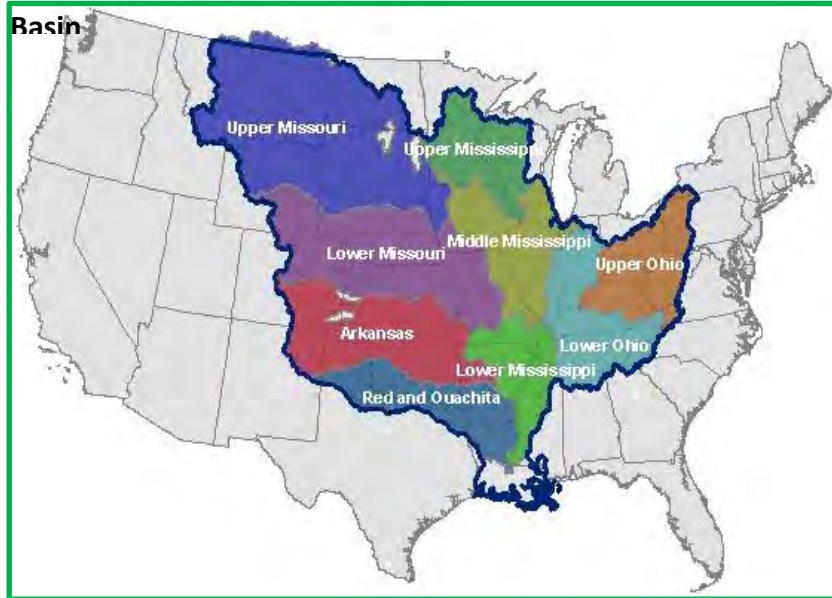 Basin
Upper Missouri
Upper Mississippi
Middle Mississippi
Lower Missouri
Upper Ohio
Arkansas
Lower Ohio
Lower Mississippi
Red and Ouachita